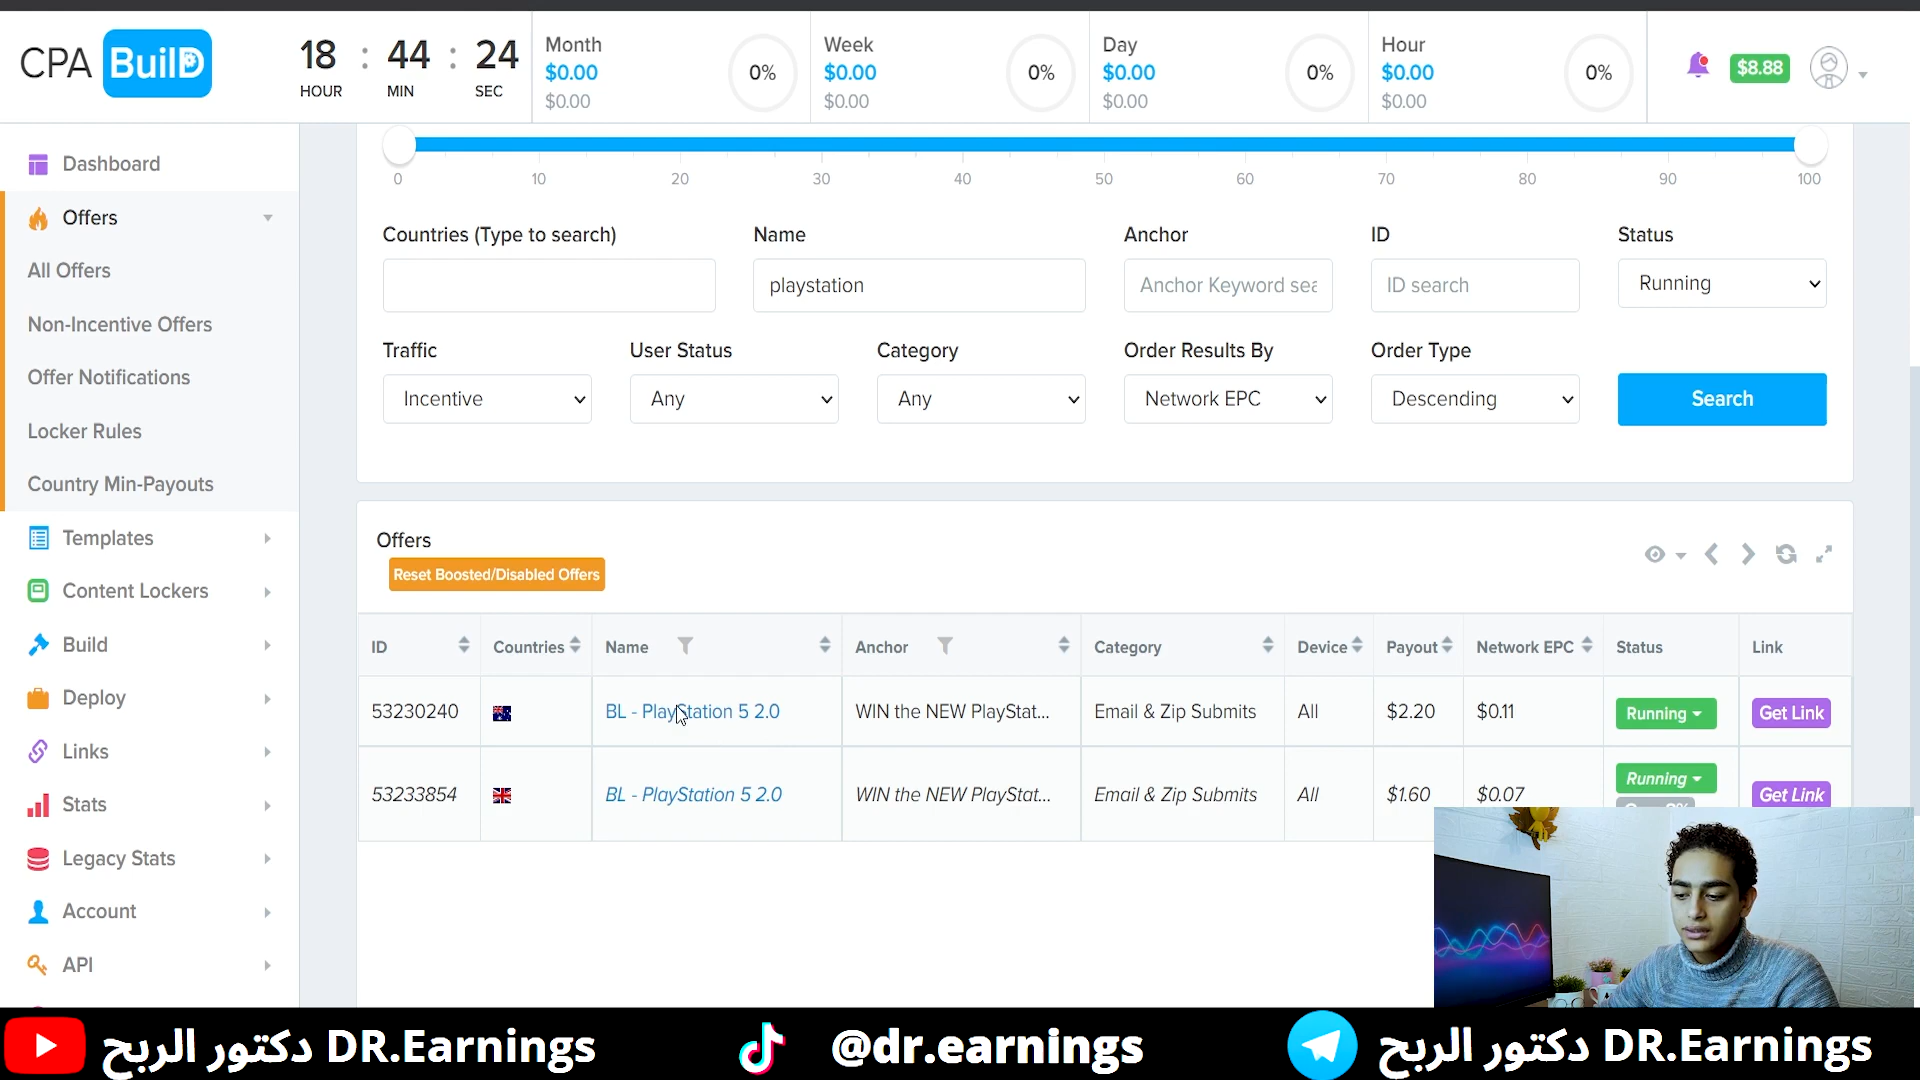 CPA BuilD
18 : 44 : 24
HOUR MIN SEC
Month
$0.00
$0.00
0%
Week
$0.00
$0.00
0%
Day
$0.00
$0.00
0%
Hour
$0.00
$0.00
0%
$8.88
Dashboard
Offers
All Offers
Non-Incentive Offers
Offer Notifications
Locker Rules
Country Min-Payouts
Templates
Content Lockers
Build
Deploy
Links
Stats
Legacy Stats
Account
API
0 10 20 30 40 50 60 70 80 90 100
Countries (Type to search) Name Anchor ID Status
playstation Anchor Keyword sea ID search Running
Traffic User Status Category Order Results By Order Type
Incentive Any Any Network EPC Descending Search
Offers
Reset Boosted/Disabled Offers
ID Countries Name Anchor Category Device Payout Network EPC Status Link
53230240 BL - PlayStation 5 2.0 WIN the NEW PlayStat... Email & Zip Submits All $2.20 $0.11 Running Get Link
53233854 BL - PlayStation 5 2.0 WIN the NEW PlayStat... Email & Zip Submits All $1.60 $0.07 Running Get Link
دكتور الربح DR.Earnings
@dr.earnings
دكتور الربح DR.Earnings